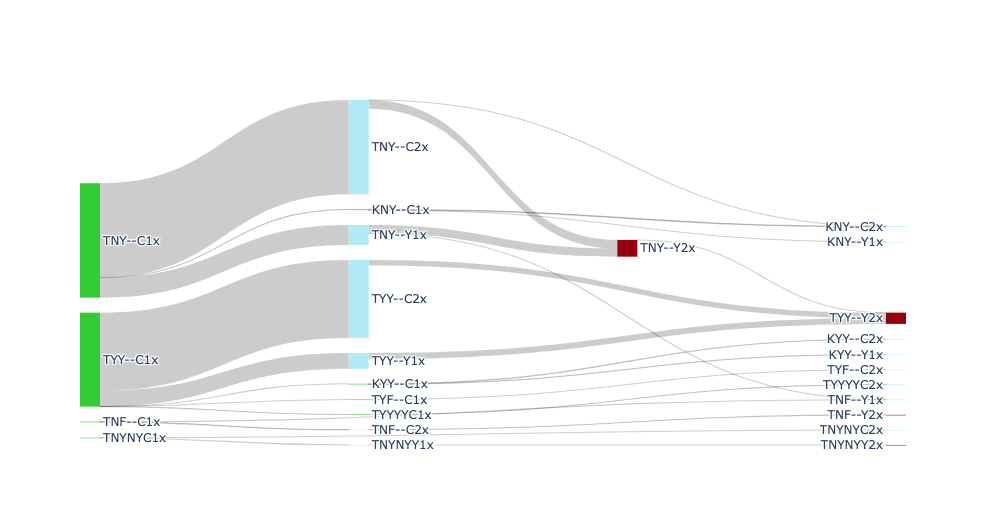 TNY--C1x
TYY--C1x
TNF--C1x
TNYNYC1x
TNY--C2x
KNY--C1x
TNY--Y1x
TYY--C2x
TYY--Y1x
KYY--C1x
TYF--C1x
TYYYYC1x
TNF--C2x
TNYNYY1x
TNY--Y2x
KNY--C2x
KNY--Y1x
TYY--Y2x
KYY--C2x
KYY--Y1x
TYF--C2x
TYYYYC2x
TNF--Y1x
TNF--Y2x
TNYNYC2x
TNYNYY2x